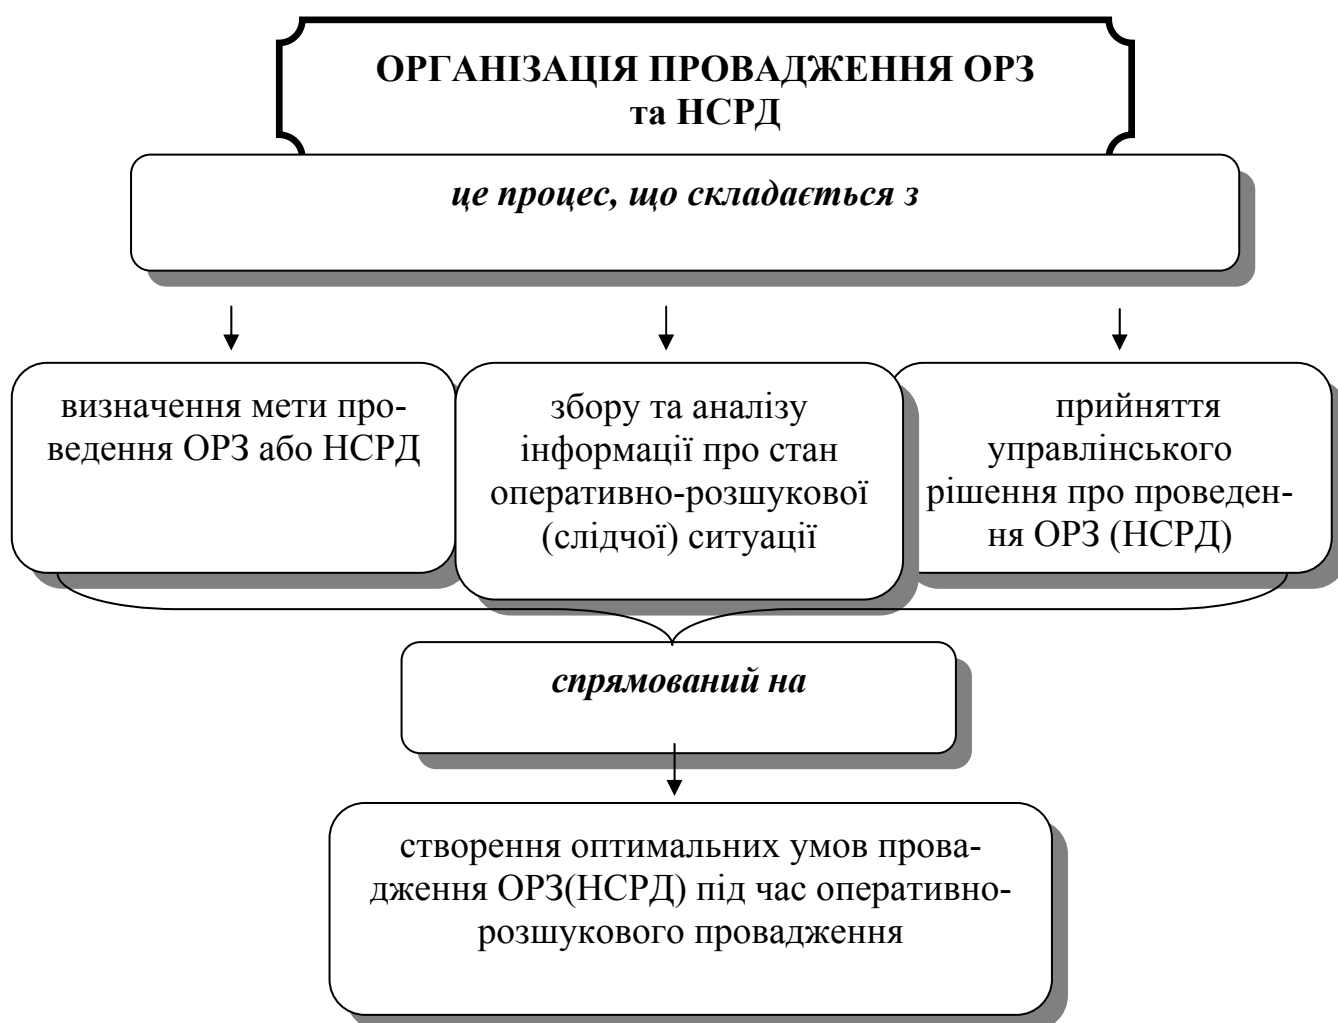 ОРГАНІЗАЦІЯ ПРОВАДЖЕННЯ ОРЗ
та НСРД
це процес, що складається з
визначення мети про-
ведення ОРЗ або НСРД
збору та аналізу
інформації про стан
оперативно-розшукової
(слідчої) ситуації
прийняття
управлінського
рішення про проведен-
ня ОРЗ (НСРД)
спрямований на
створення оптимальних умов прова-
дження ОРЗ(НСРД) під час оперативно-
розшукового провадження